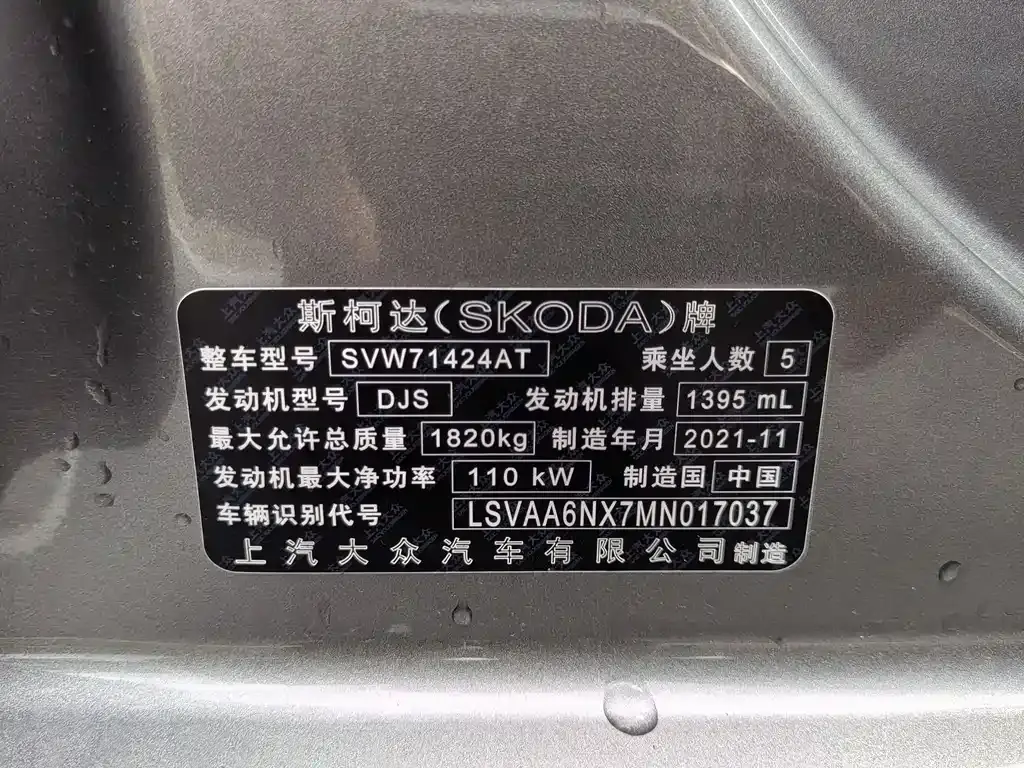 斯柯达(SKODA)牌
整车型号 SVW71424AT 乘坐人数 5
发动机型号 DJS 发动机排量 1395 mL
最大允许总质量 1820kg 制造年月 2021-11
发动机最大净功率 110 kW 制造国 中国
车辆识别代号 LSVAA6NX7MN017037
上汽大众汽车有限公司制造